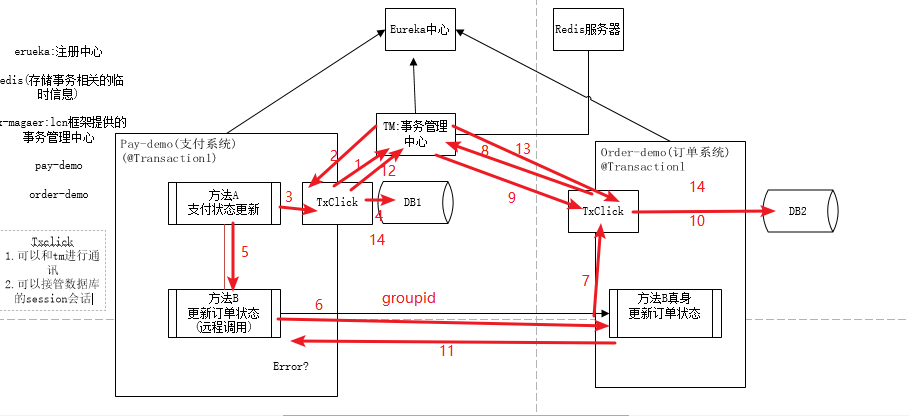 Eureka中心
Redis服务器
erueka:注册中心
edis(存储事务相关的临
时信息)
x-magaer:lcn框架提供的
事务管理中心
pay-demo
order-demo
Txclick
1.可以和tm进行通
讯
2.可以接管数据库
的session会话
TM:事务管理
中心
Pay-demo(支付系统)
(@Transactionl)
方法A
支付状态更新
TxClick
DB1
方法B
更新订单状态
(远程调用)
Error?
Order-demo(订单系统)
@Transactionl
TxClick
DB2
方法B真身
更新订单状态
groupid
1
2
3
4
5
6
7
8
9
10
11
12
13
14
14